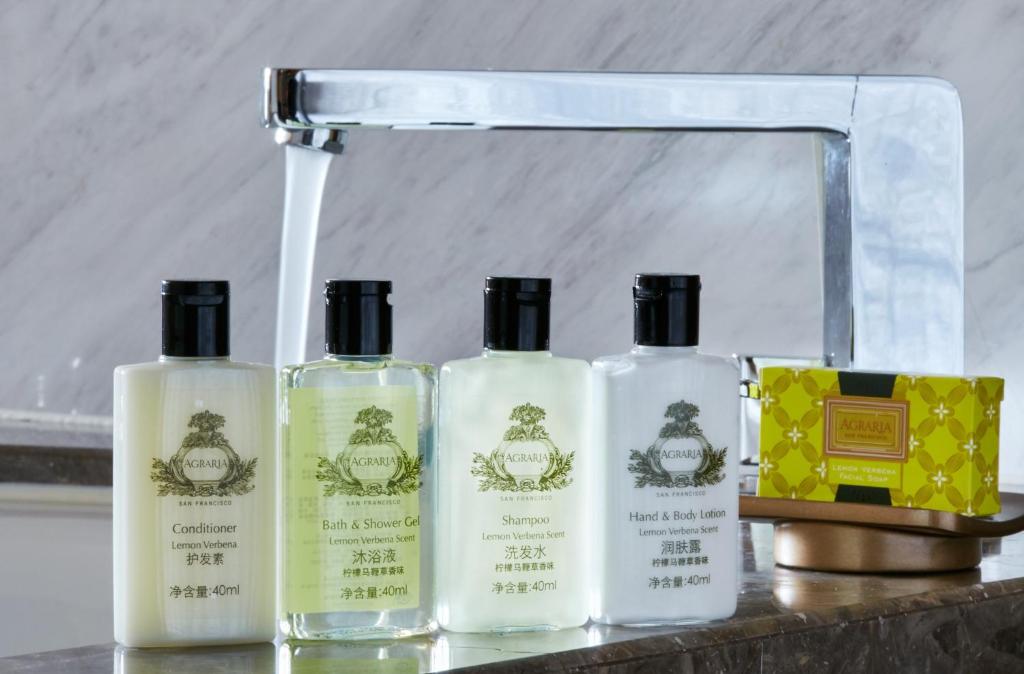 AGRARIA
SAN FRANCISCO
Conditioner
Lemon Verbena
护发素
净含量:40ml
AGRARIA
SAN FRANCISCO
Bath & Shower Gel
Lemon Verbena Scent
沐浴液
柠檬马鞭草香味
净含量:40ml
AGRARIA
SAN FRANCISCO
Shampoo
Lemon Verbena Scent
洗发水
柠檬马鞭草香味
净含量:40ml
AGRARIA
SAN FRANCISCO
Hand & Body Lotion
Lemon Verbena Scent
润肤露
柠檬马鞭草香味
净含量:40ml
AGRARIA
SAN FRANCISCO
LEMON VERBENA
FACIAL SOAP